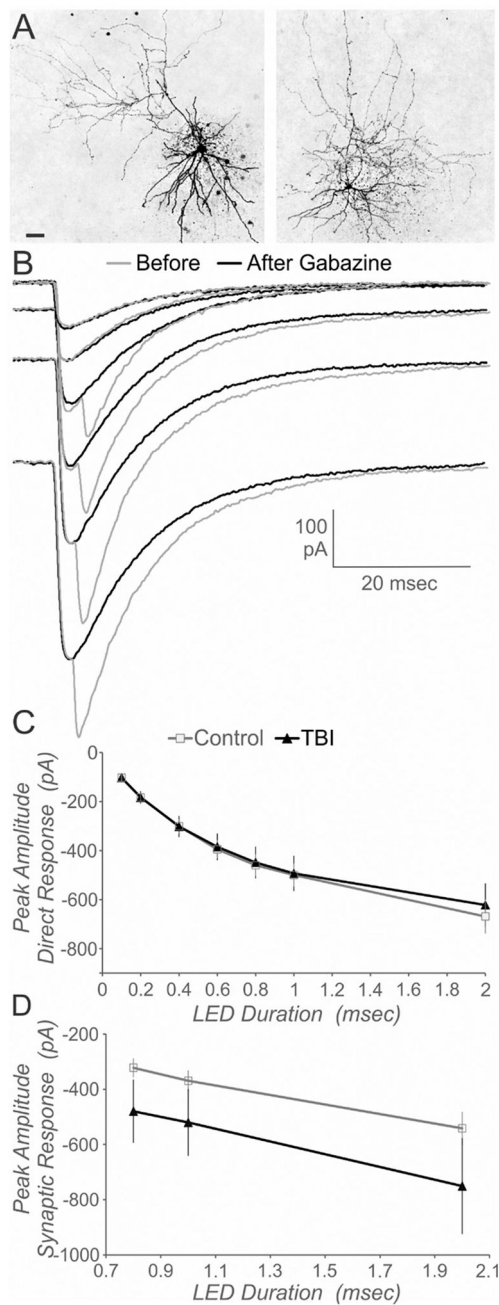 A
B
Before After Gabazine
100
pA
20 msec
C
Control TBI
Peak Amplitude
Direct Response (pA)
0
-200
-400
-600
-800
0 0.2 0.4 0.6 0.8 1 1.2 1.4 1.6 1.8 2
LED Duration (msec)
D
Peak Amplitude
Synaptic Response (pA)
-200
-400
-600
-800
-1000
0.7 0.9 1.1 1.3 1.5 1.7 1.9 2.1
LED Duration (msec)